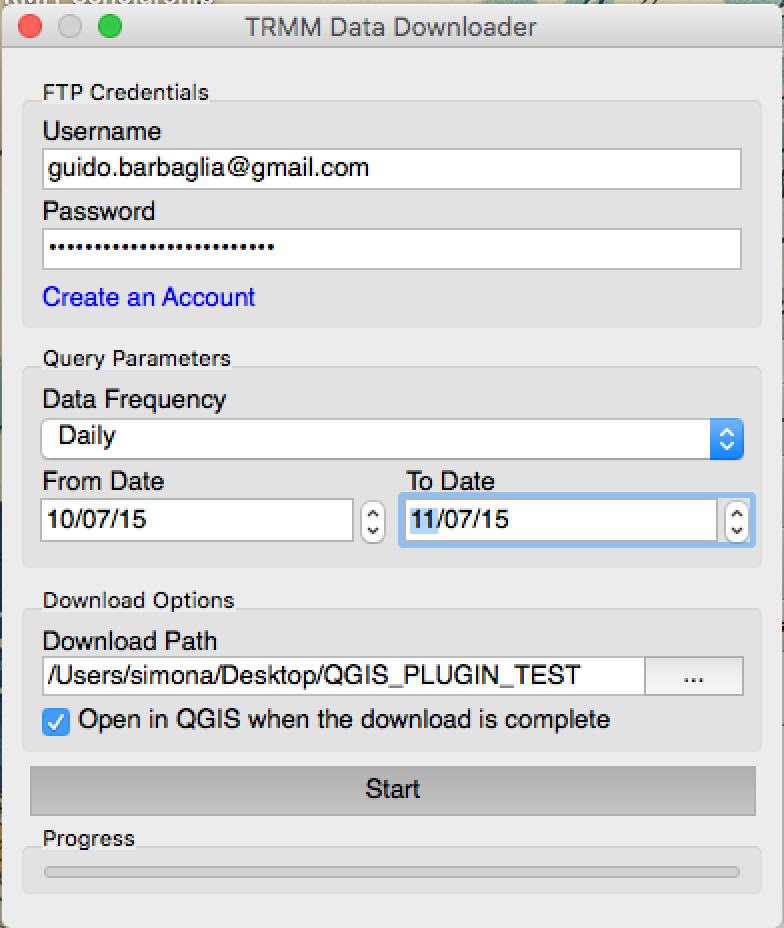 TRMM Data Downloader
FTP Credentials
Username
guido.barbaglia@gmail.com
Password
•••••••••••••••••••••••••
Create an Account
Query Parameters
Data Frequency
Daily
From Date To Date
10/07/15 11/07/15
Download Options
Download Path
/Users/simona/Desktop/QGIS_PLUGIN_TEST ...
Open in QGIS when the download is complete
Start
Progress